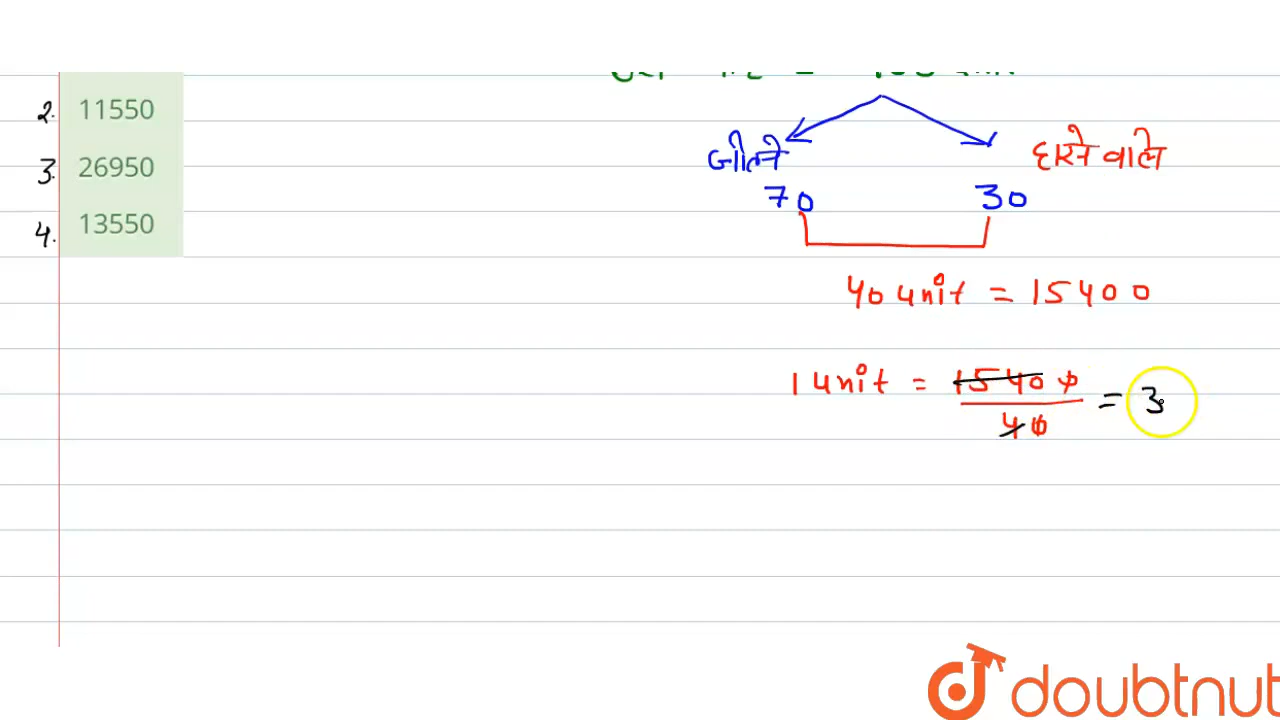 2. 11550
3. 26950
4. 13550
जीतने
हारने वाले
70 30
40 unit = 15400
1 unit = 15400 / 40 = 3
doubtnut